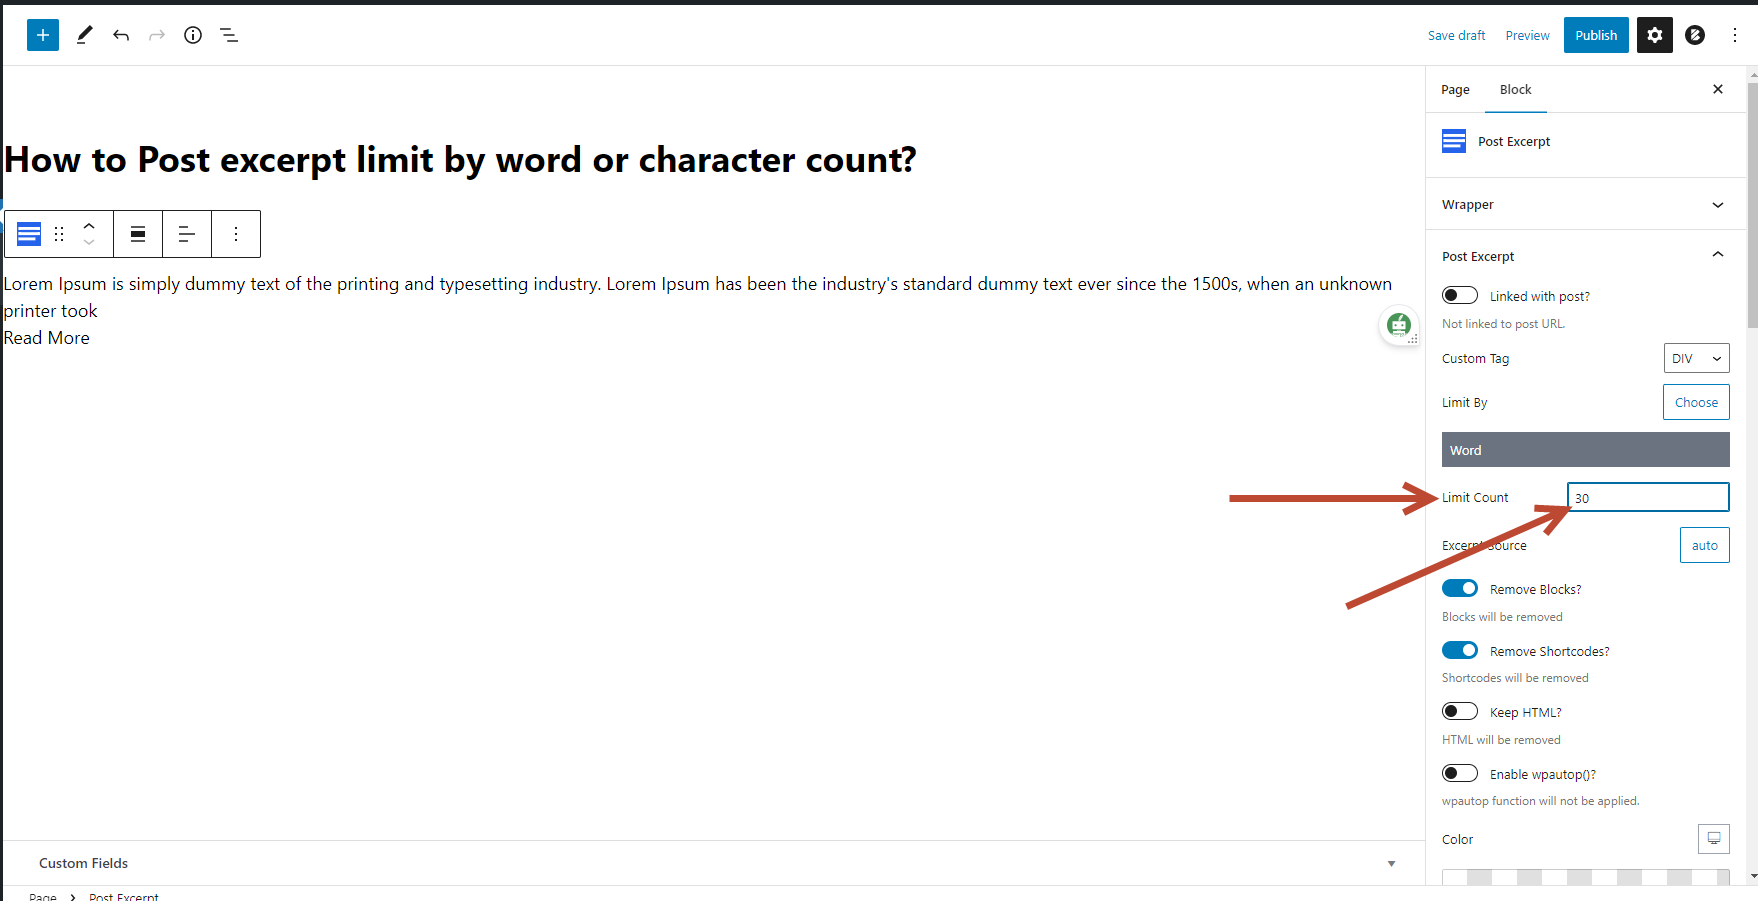 Save draft Preview Publish
Page Block
Post Excerpt
How to Post excerpt limit by word or character count?
Wrapper
Post Excerpt
Lorem Ipsum is simply dummy text of the printing and typesetting industry. Lorem Ipsum has been the industry's standard dummy text ever since the 1500s, when an unknown
printer took
Read More
Linked with post?
Not linked to post URL.
Custom Tag DIV
Limit By Choose
Word
Limit Count 30
Excerpt Source auto
Remove Blocks?
Blocks will be removed
Remove Shortcodes?
Shortcodes will be removed
Keep HTML?
HTML will be removed
Enable wpautop()?
wpautop function will not be applied.
Color
Custom Fields
Page Post Excerpt